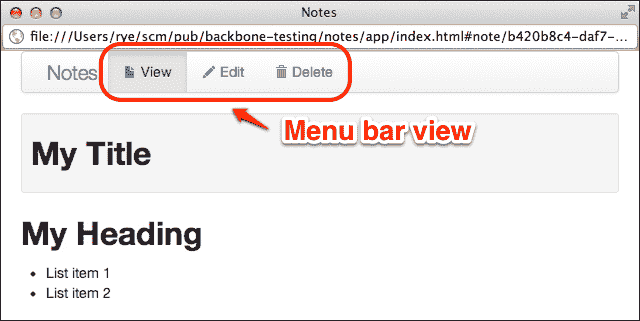 Notes
file:///Users/rye/scm/pub/backbone-testing/notes/app/index.html#note/b420b8c4-daf7-...
Notes View Edit Delete
Menu bar view
My Title
My Heading
• List item 1
• List item 2